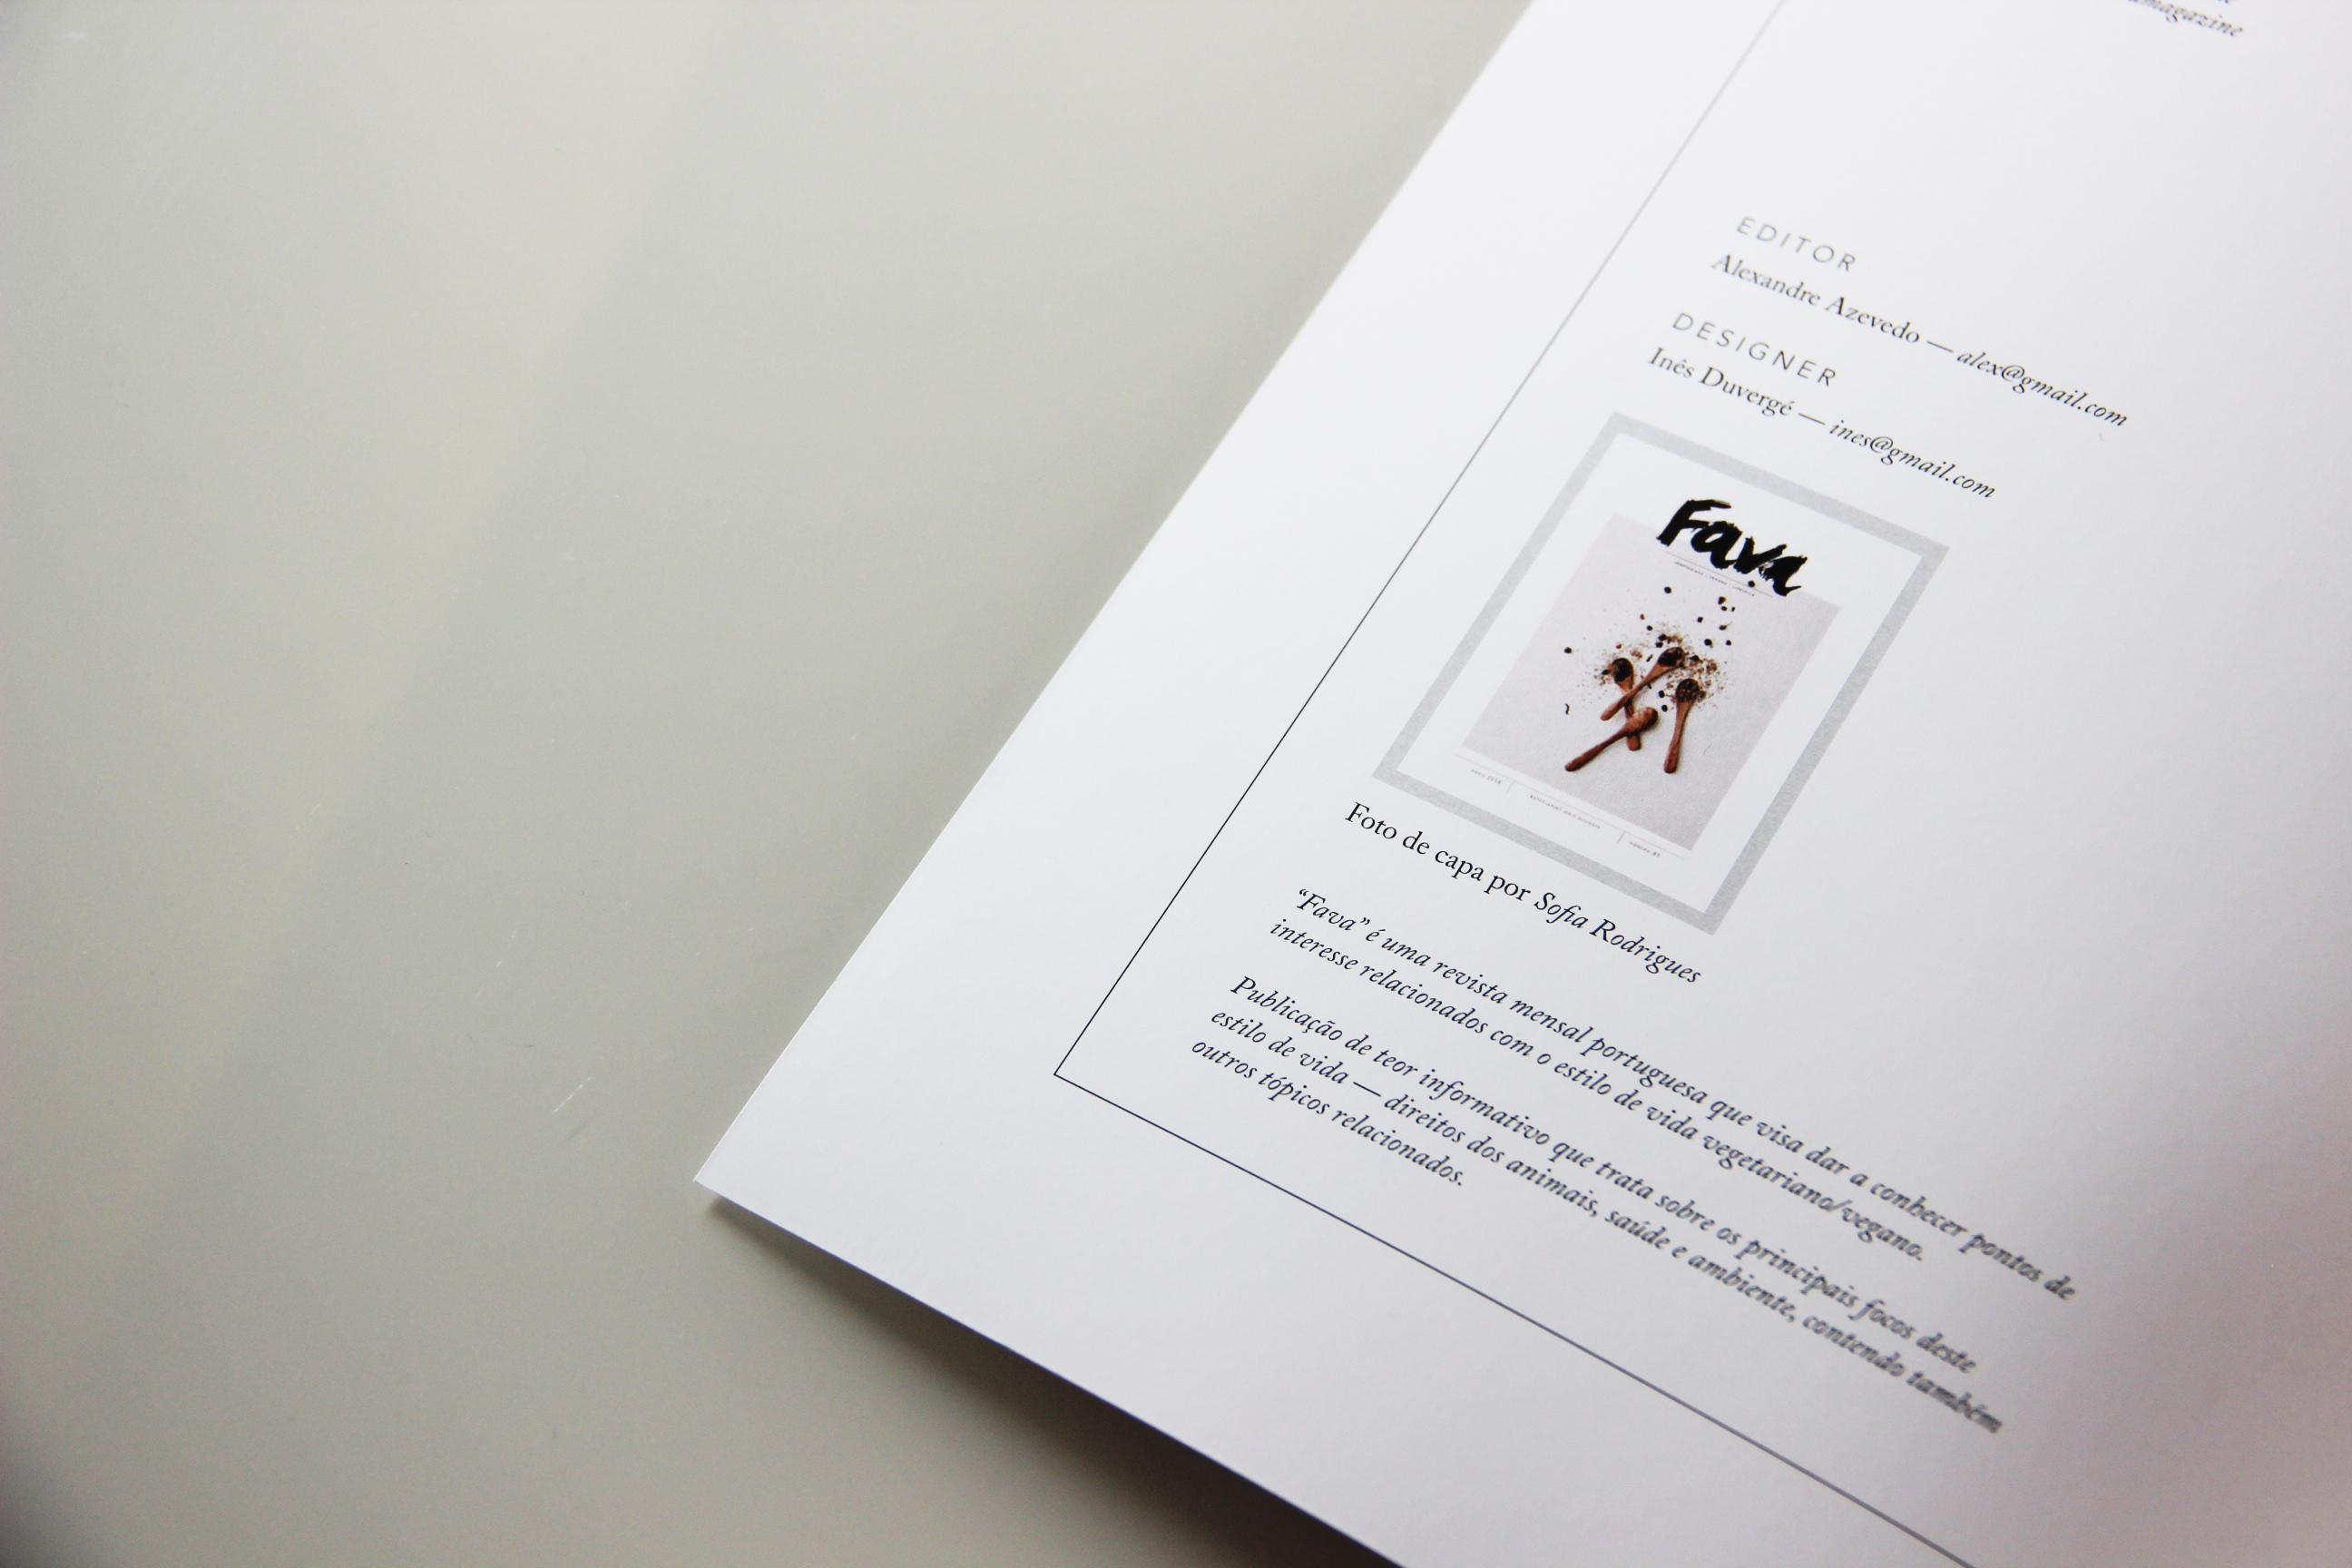 magazine
EDITOR
Alexandre Azevedo — alex@gmail.com
DESIGNER
Inês Duvergé — ines@gmail.com
Fava
Foto de capa por Sofia Rodrigues
“Fava” é uma revista mensal portuguesa que visa dar a conhecer pontos de
interesse relacionados com o estilo de vida vegetariano/vegano.
Publicação de teor informativo que trata sobre os principais focos deste
estilo de vida — direitos dos animais, saúde e ambiente, contendo também
outros tópicos relacionados.